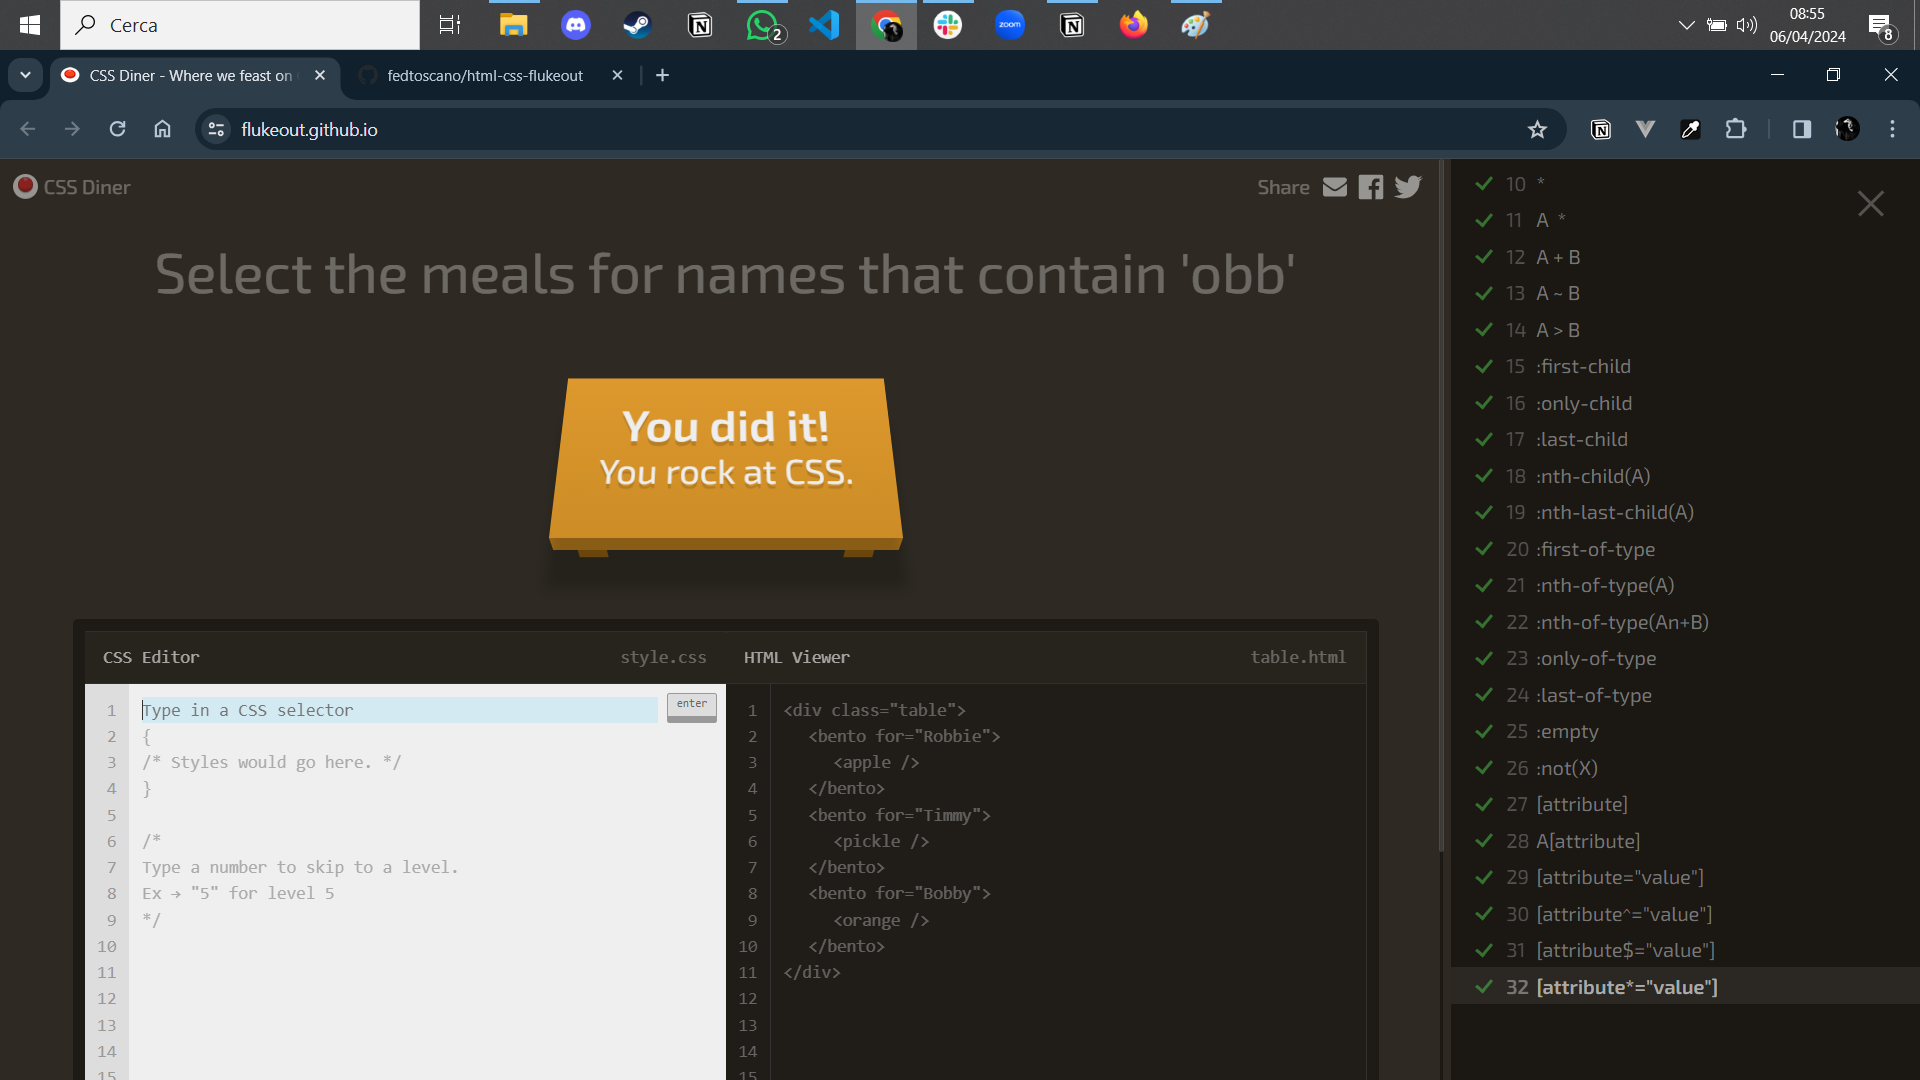 Cerca
2
08:55
06/04/2024
8
CSS Diner - Where we feast on
fedtoscano/html-css-flukeout
flukeout.github.io
CSS Diner
Share
Select the meals for names that contain 'obb'
You did it!
You rock at CSS.
CSS Editor
style.css
1 Type in a CSS selector
enter
2 {
3 /* Styles would go here. */
4 }
5
6 /*
7 Type a number to skip to a level.
8 Ex → "5" for level 5
9 */
10
11
12
13
14
15
HTML Viewer
table.html
1 <div class="table">
2 <bento for="Robbie">
3 <apple />
4 </bento>
5 <bento for="Timmy">
6 <pickle />
7 </bento>
8 <bento for="Bobby">
9 <orange />
10 </bento>
11 </div>
12
13
14
15
10 *
11 A *
12 A + B
13 A ~ B
14 A > B
15 :first-child
16 :only-child
17 :last-child
18 :nth-child(A)
19 :nth-last-child(A)
20 :first-of-type
21 :nth-of-type(A)
22 :nth-of-type(An+B)
23 :only-of-type
24 :last-of-type
25 :empty
26 :not(X)
27 [attribute]
28 A[attribute]
29 [attribute="value"]
30 [attribute^="value"]
31 [attribute$="value"]
32 [attribute*="value"]